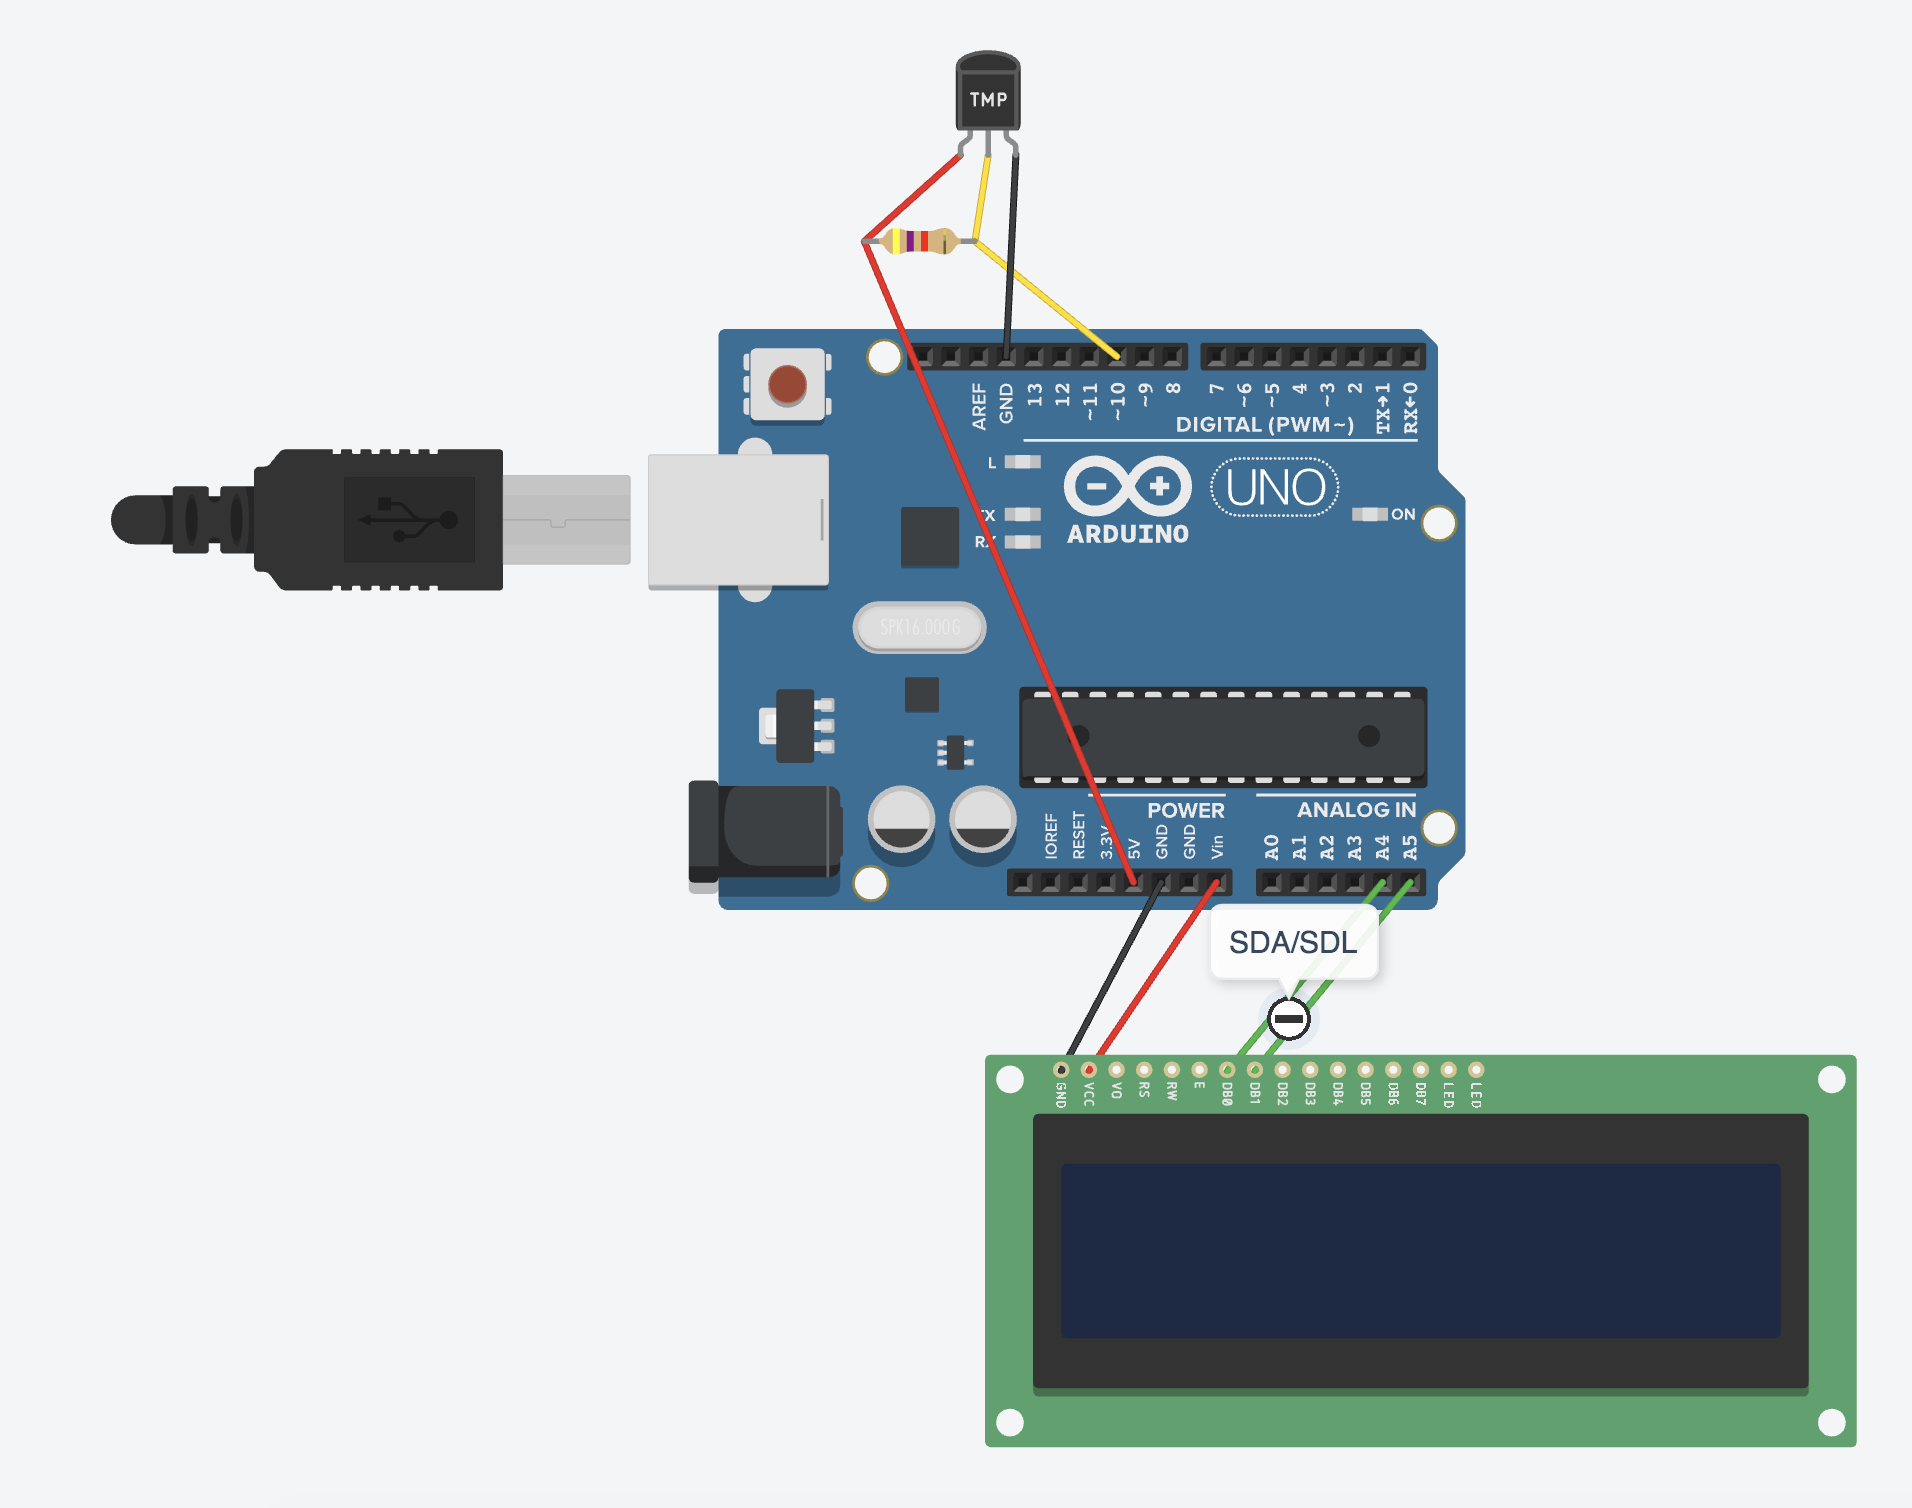 TMP
AREF
GND
13
12
~11
~10
~9
8
7
~6
~5
4
~3
2
TX→1
RX←0
DIGITAL (PWM~)
L
TX
RX
ARDUINO
UNO
ON
SPK16.000G
POWER
ANALOG IN
IOREF
RESET
3.3V
5V
GND
GND
Vin
A0
A1
A2
A3
A4
A5
SDA/SDL
GND
VCC
VO
RS
RW
E
DB0
DB1
DB2
DB3
DB4
DB5
DB6
DB7
LED
LED